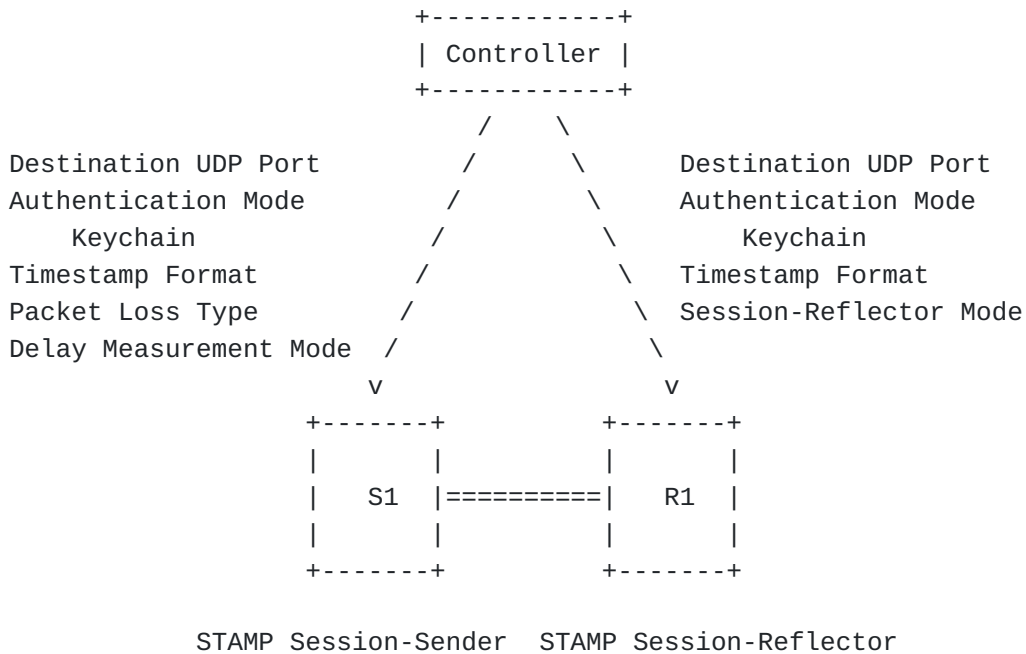 Controller
Destination UDP Port Destination UDP Port
Authentication Mode Authentication Mode
Keychain Keychain
Timestamp Format Timestamp Format
Packet Loss Type Session-Reflector Mode
Delay Measurement Mode
v v
S1 R1
STAMP Session-Sender STAMP Session-Reflector